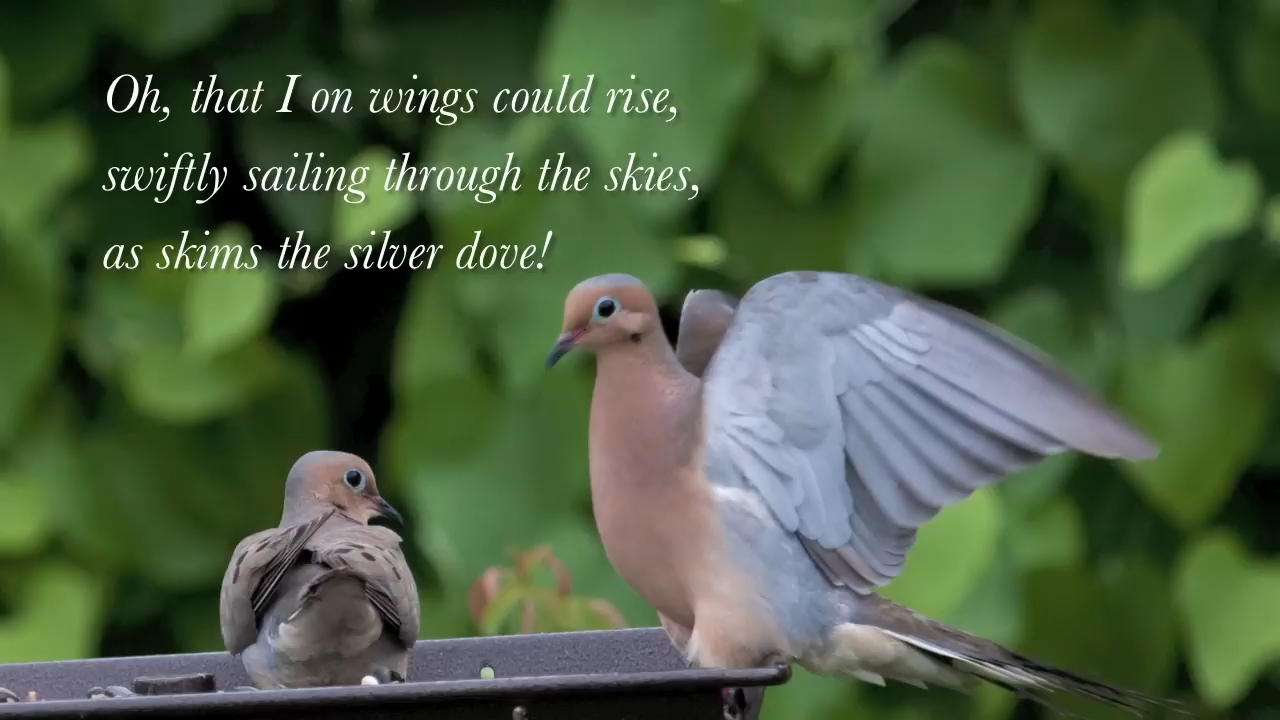 Oh, that I on wings could rise,
swiftly sailing through the skies,
as skims the silver dove!